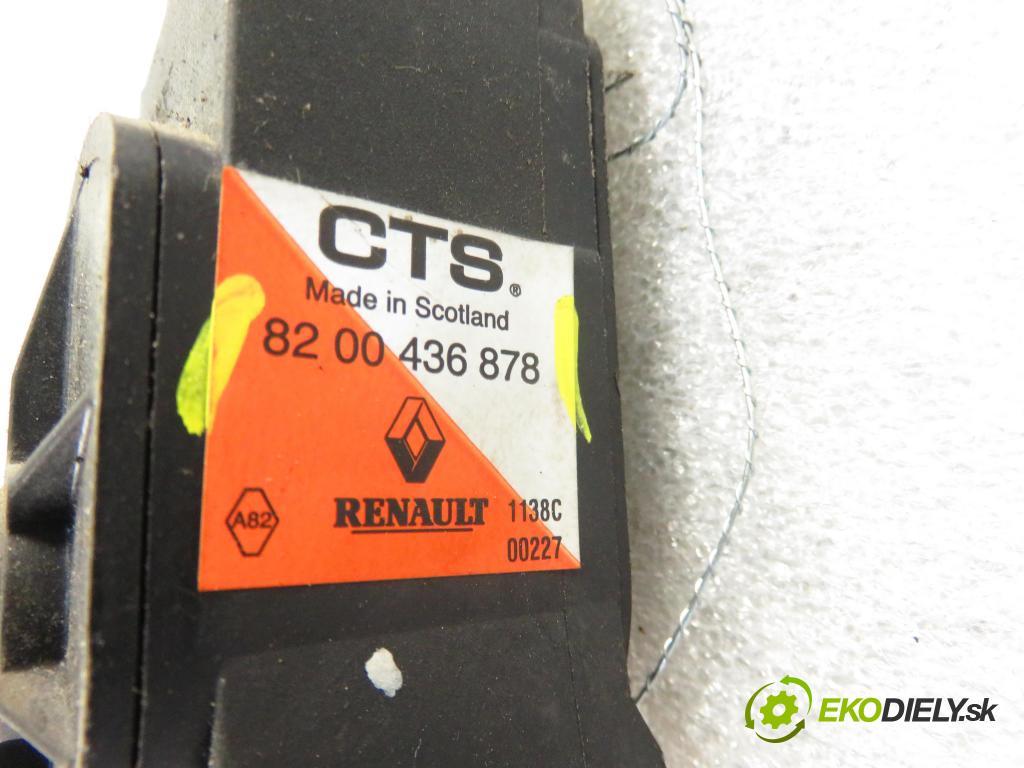 CTS®
Made in Scotland
82 00 436 878
A82
RENAULT
1138C
00227
EKODIELY.sk